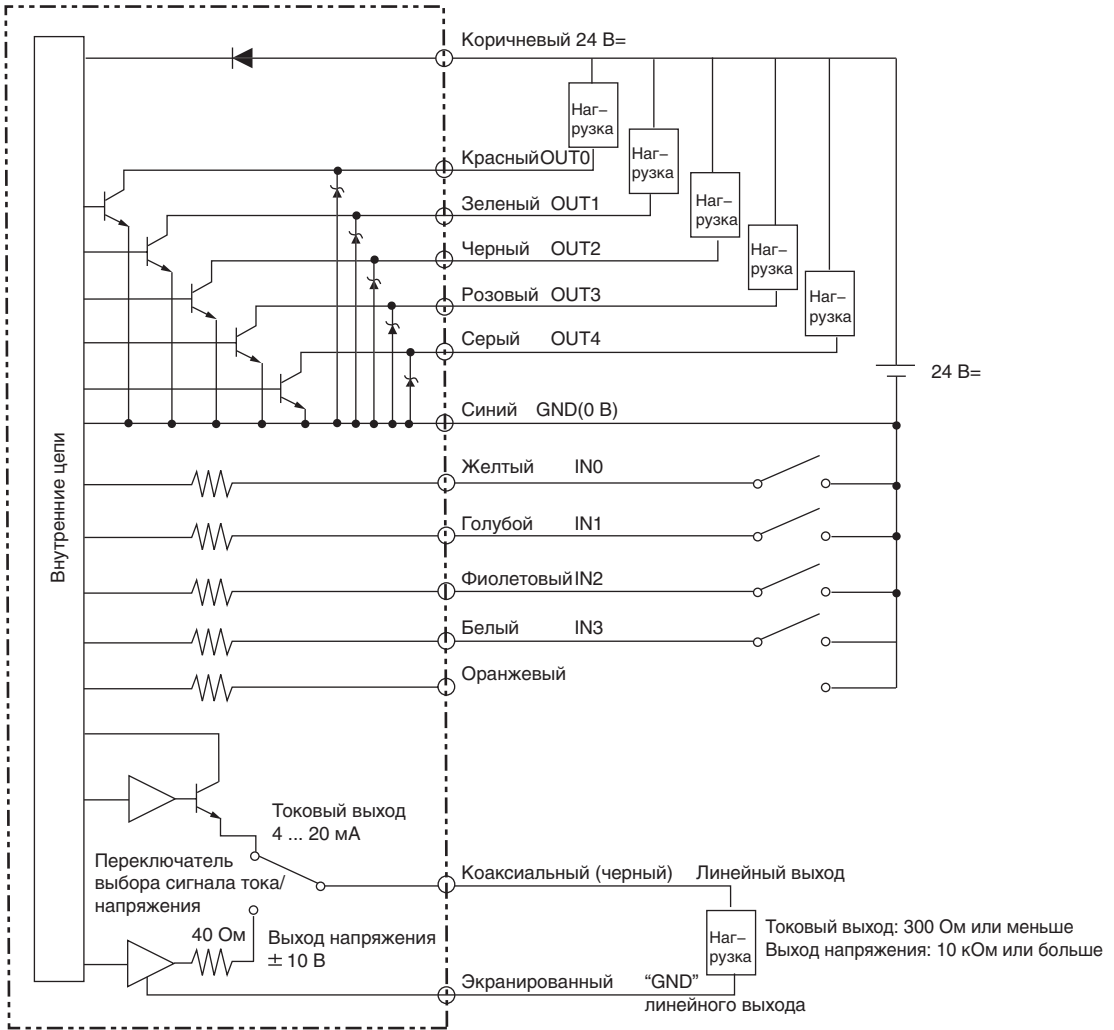 Коричневый 24 В=
Наг–
рузка
Наг–
рузка
Наг–
рузка
Наг–
рузка
Наг–
рузка
Красный OUT0
Зеленый OUT1
Черный OUT2
Розовый OUT3
Серый OUT4
24 В=
Синий GND(0 В)
Внутренние цепи
Желтый IN0
Голубой IN1
Фиолетовый IN2
Белый IN3
Оранжевый
Токовый выход
4 ... 20 мА
Переключатель
выбора сигнала тока/
напряжения
Коаксиальный (черный) Линейный выход
40 Ом
Выход напряжения
± 10 В
Наг–
рузка
Токовый выход: 300 Ом или меньше
Выход напряжения: 10 кОм или больше
Экранированный “GND”
линейного выхода